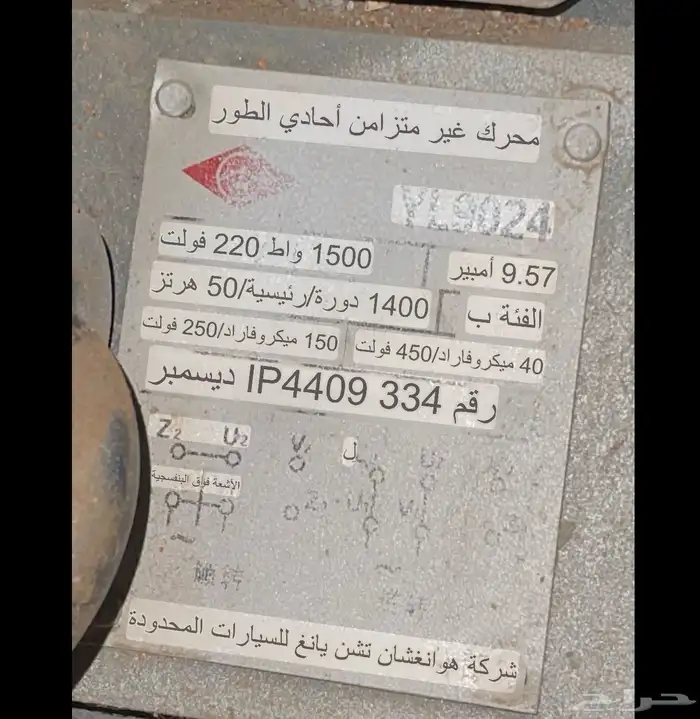 محرك غير متزامن أحادي الطور
YL9024
1500 واط 220 فولت
9.57 أمبير
1400 دورة/رئيسية/50 هرتز
الفئة ب
150 ميكروفاراد/250 فولت
40 ميكروفاراد/450 فولت
رقم 334 IP4409 ديسمبر
Z2 U2 V1 ل
الأشعة فوق البنفسجية
شركة هوانغشان تشن يانغ للسيارات المحدودة
حراج